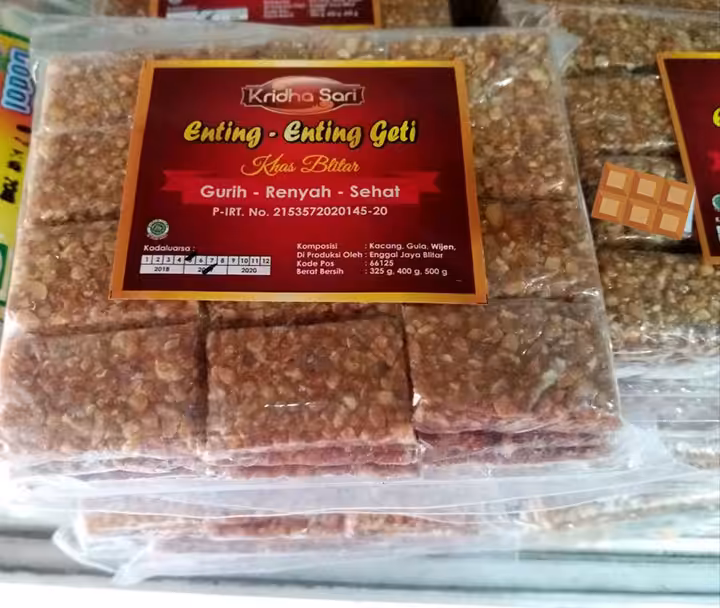 Kridha Sari
Enting - Enting Geti
Khas Blitar
Gurih - Renyah - Sehat
P-IRT. No. 2153572020145-20
Kadaluarsa :
1 2 3 4 5 6 7 8 9 10 11 12
2018 2019 2020
Komposisi : Kacang, Gula, Wijen,
Di Produksi Oleh : Enggal Jaya Blitar
Kode Pos : 66125
Berat Bersih : 325 g, 400 g, 500 g